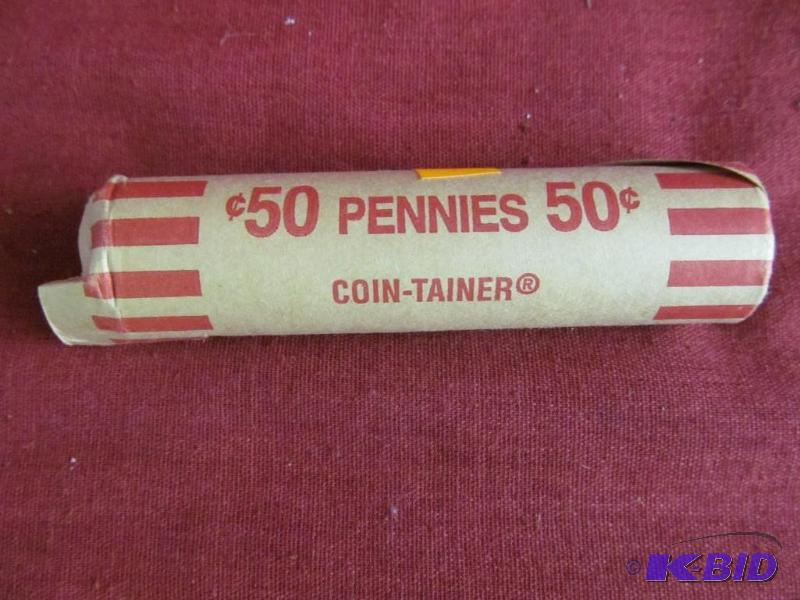 ¢50 PENNIES 50¢
COIN-TAINER®
© K-BID